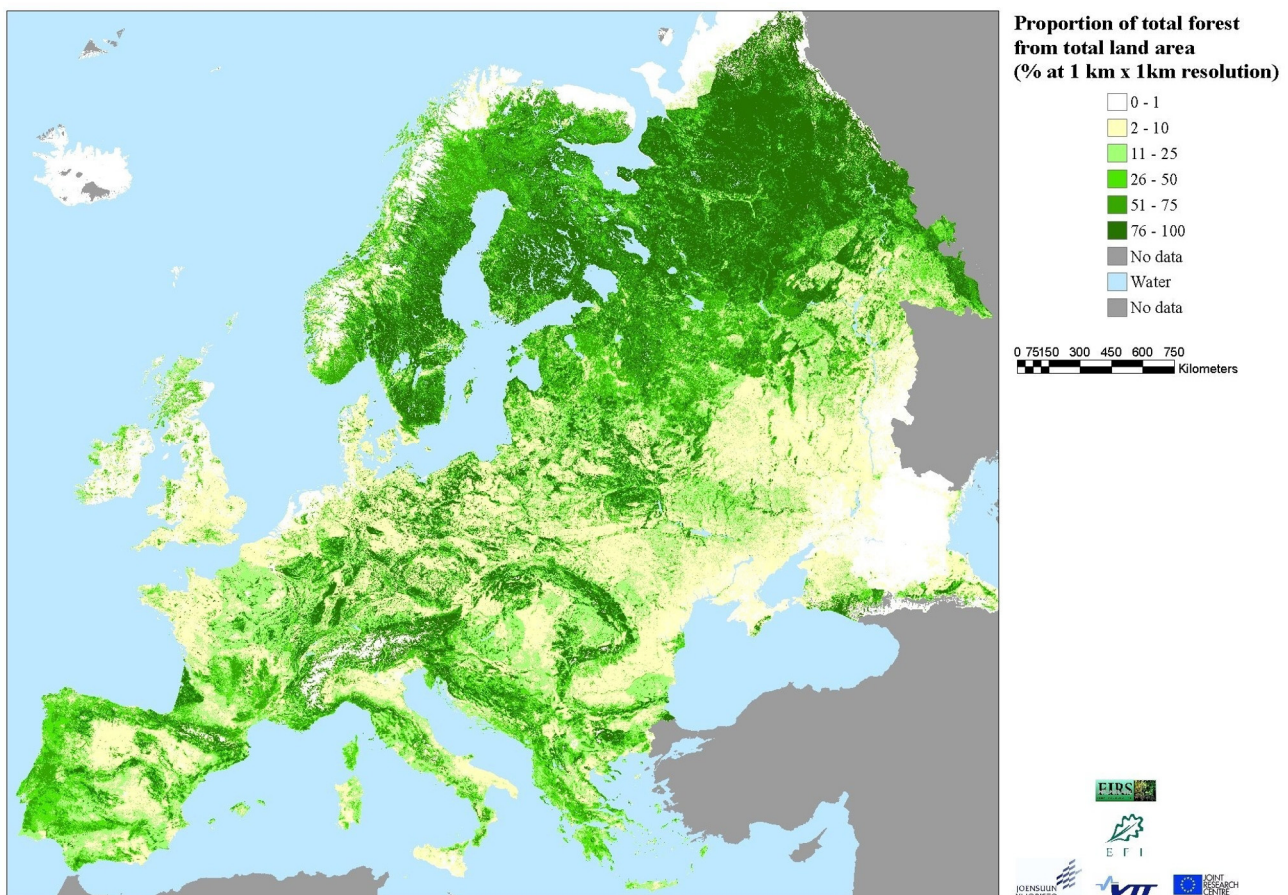 Proportion of total forest
from total land area
(% at 1 km x 1km resolution)
0 - 1
2 - 10
11 - 25
26 - 50
51 - 75
76 - 100
No data
Water
No data
0 75150 300 450 600 750
Kilometers
EFI
JOENSUUN
VTT
JOINT
RESEARCH
CENTRE